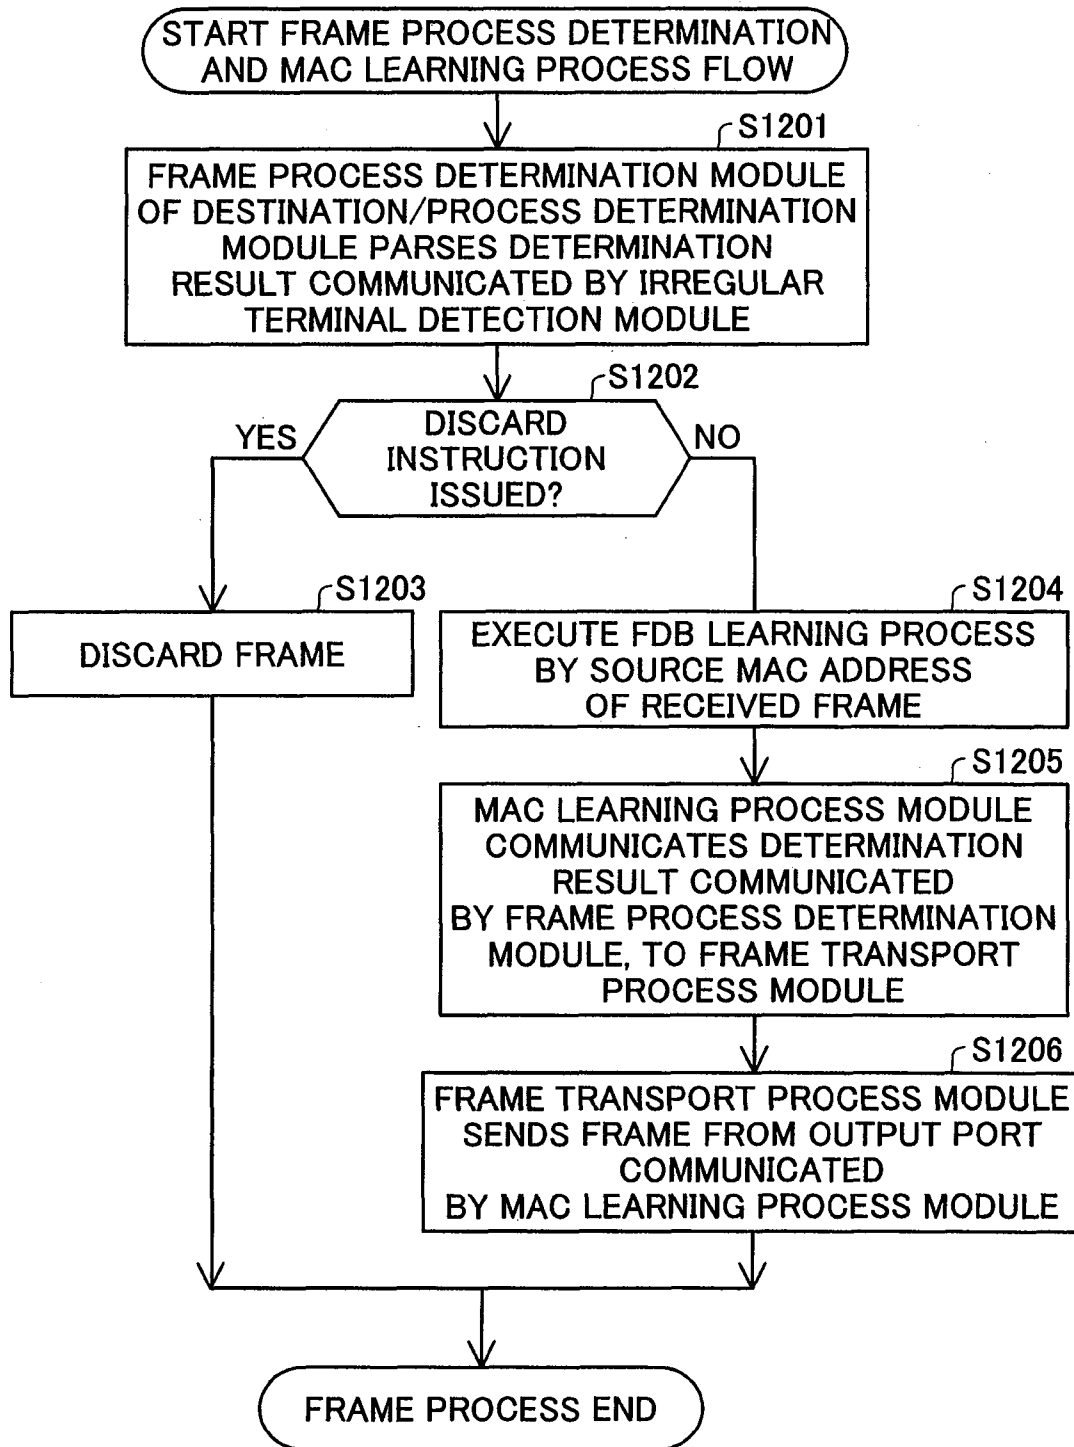 START FRAME PROCESS DETERMINATION
AND MAC LEARNING PROCESS FLOW
S1201
FRAME PROCESS DETERMINATION MODULE
OF DESTINATION/PROCESS DETERMINATION
MODULE PARSES DETERMINATION
RESULT COMMUNICATED BY IRREGULAR
TERMINAL DETECTION MODULE
S1202
DISCARD
INSTRUCTION
ISSUED?
YES
NO
S1203
DISCARD FRAME
S1204
EXECUTE FDB LEARNING PROCESS
BY SOURCE MAC ADDRESS
OF RECEIVED FRAME
S1205
MAC LEARNING PROCESS MODULE
COMMUNICATES DETERMINATION
RESULT COMMUNICATED
BY FRAME PROCESS DETERMINATION
MODULE, TO FRAME TRANSPORT
PROCESS MODULE
S1206
FRAME TRANSPORT PROCESS MODULE
SENDS FRAME FROM OUTPUT PORT
COMMUNICATED
BY MAC LEARNING PROCESS MODULE
FRAME PROCESS END